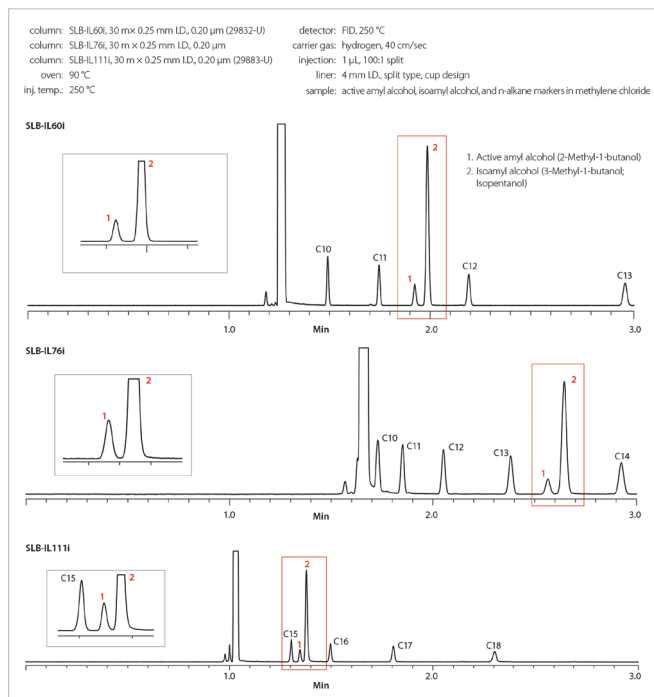 column: SLB-IL60i, 30 m× 0.25 mm I.D., 0.20 µm (29832-U)
column: SLB-IL76i, 30 m × 0.25 mm I.D., 0.20 µm
column: SLB-IL111i, 30 m × 0.25 mm I.D., 0.20 µm (29883-U)
oven: 90 °C
inj. temp.: 250 °C
detector: FID, 250 °C
carrier gas: hydrogen, 40 cm/sec
injection: 1 µL, 100:1 split
liner: 4 mm I.D., split type, cup design
sample: active amyl alcohol, isoamyl alcohol, and n-alkane markers in methylene chloride
SLB-IL60i
1. Active amyl alcohol (2-Methyl-1-butanol)
2. Isoamyl alcohol (3-Methyl-1-butanol;
Isopentanol)
2
1
C10
C11
1
2
C12
C13
1.0
Min
2.0
3.0
SLB-IL76i
2
1
C10
C11
C12
C13
1
2
C14
1.0
Min
2.0
3.0
SLB-IL111i
C15
1
2
C15
1
2
C16
C17
C18
1.0
Min
2.0
3.0